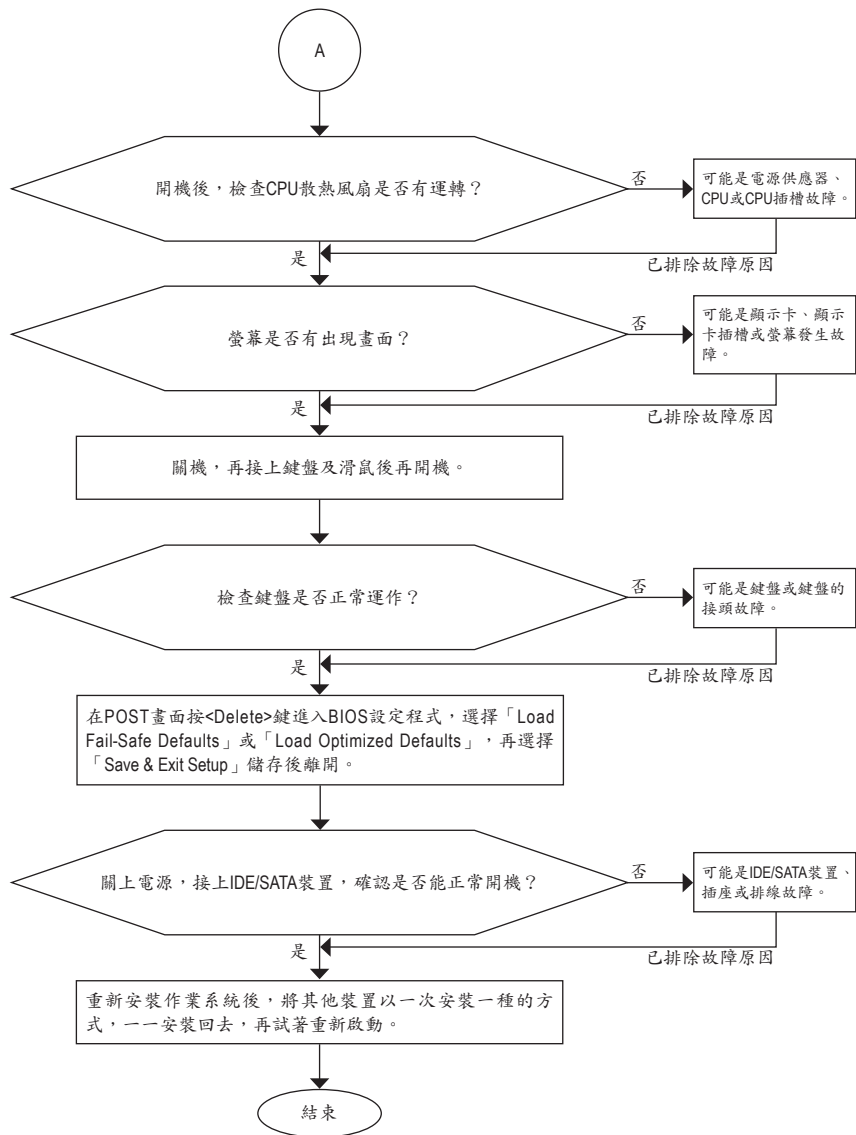 A
開機後，檢查CPU散熱風扇是否有運轉？
否
可能是電源供應器、
CPU或CPU插槽故障。
是
已排除故障原因
螢幕是否有出現畫面？
否
可能是顯示卡、顯示
卡插槽或螢幕發生故
障。
是
已排除故障原因
關機，再接上鍵盤及滑鼠後再開機。
檢查鍵盤是否正常運作？
否
可能是鍵盤或鍵盤的
接頭故障。
是
已排除故障原因
在POST畫面按<Delete>鍵進入BIOS設定程式，選擇「Load
Fail-Safe Defaults」或「Load Optimized Defaults」，再選擇
「Save & Exit Setup」儲存後離開。
關上電源，接上IDE/SATA裝置，確認是否能正常開機？
否
可能是IDE/SATA裝置、
插座或排線故障。
是
已排除故障原因
重新安裝作業系統後，將其他裝置以一次安裝一種的方
式，一一安裝回去，再試著重新啟動。
結束